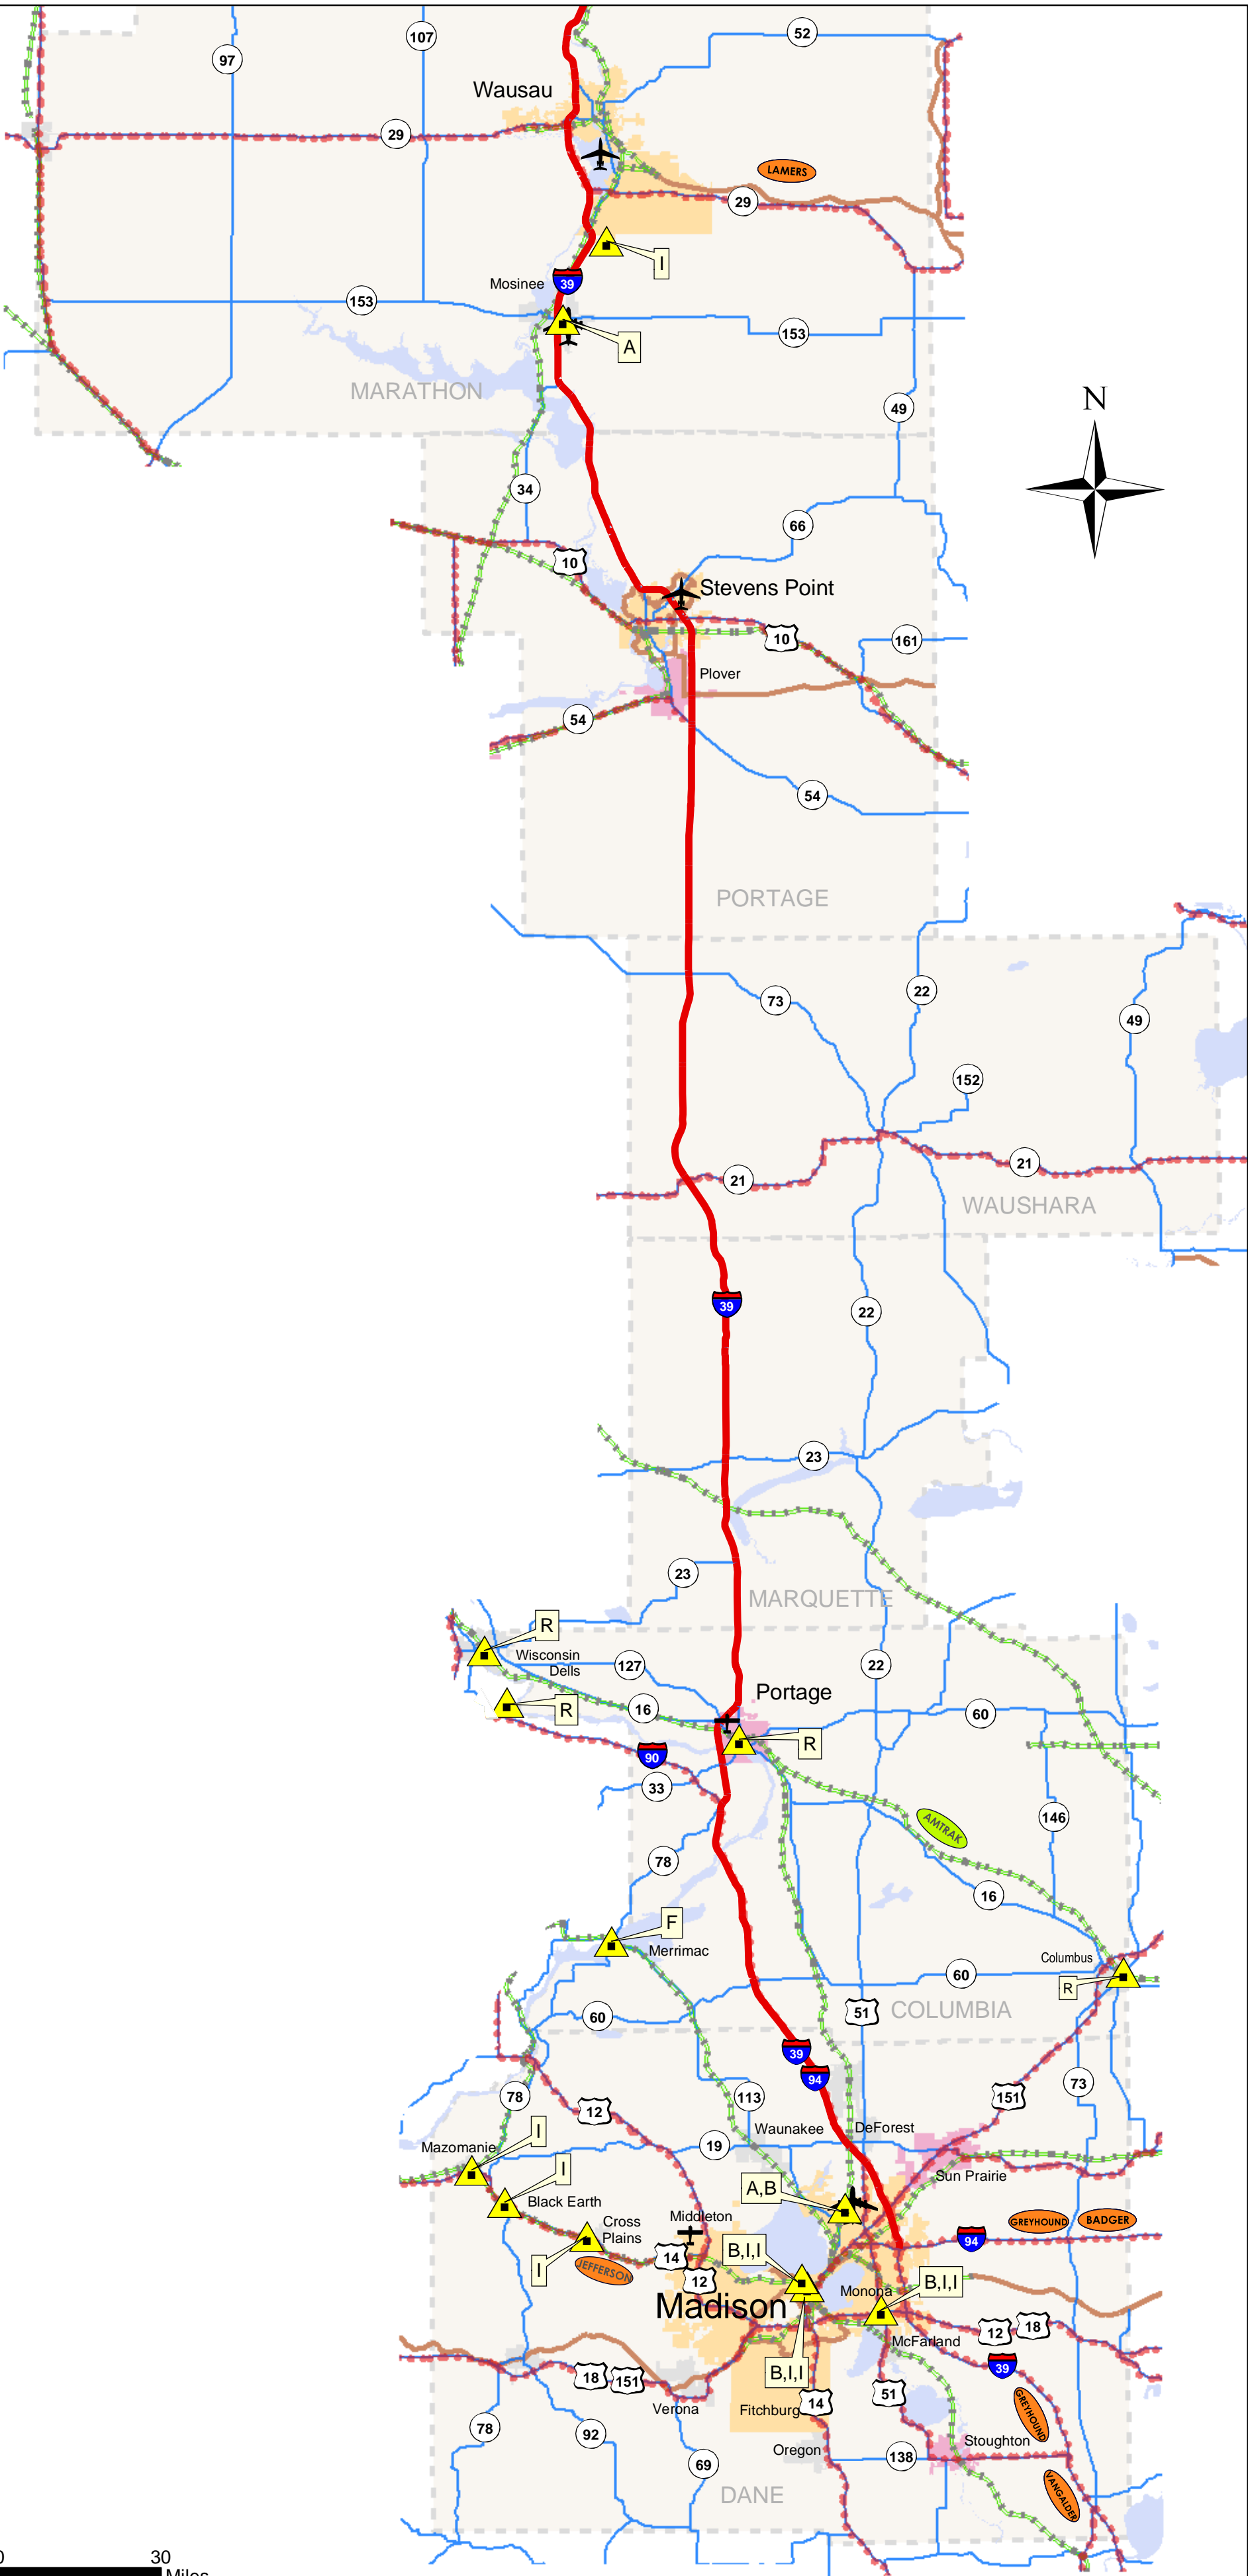 52
107
97
Wausau
29
LAMERS
29
I
39
Mosinee
153
153
A
MARATHON
N
49
34
66
10
Stevens Point
10
161
Plover
54
54
PORTAGE
73
22
49
152
21
21
WAUSHARA
39
22
23
23
MARQUETTE
R
Wisconsin
Dells
127
22
Portage
R
16
60
R
90
33
AMTRAK
146
78
16
F
Merrimac
Columbus
60
R
60
51
COLUMBIA
39
94
73
78
12
113
151
I
Waunakee
DeForest
Mazomanie
19
Sun Prairie
I
A,B
Black Earth
Middleton
Cross
Plains
GREYHOUND
BADGER
94
14
B,I,I
I
JEFFERSON
12
B,I,I
Monona
Madison
12
18
McFarland
39
B,I,I
18
151
51
14
Verona
Fitchburg
GREYHOUND
78
92
Stoughton
Oregon
138
69
VANGALDER
DANE
0
30
Miles